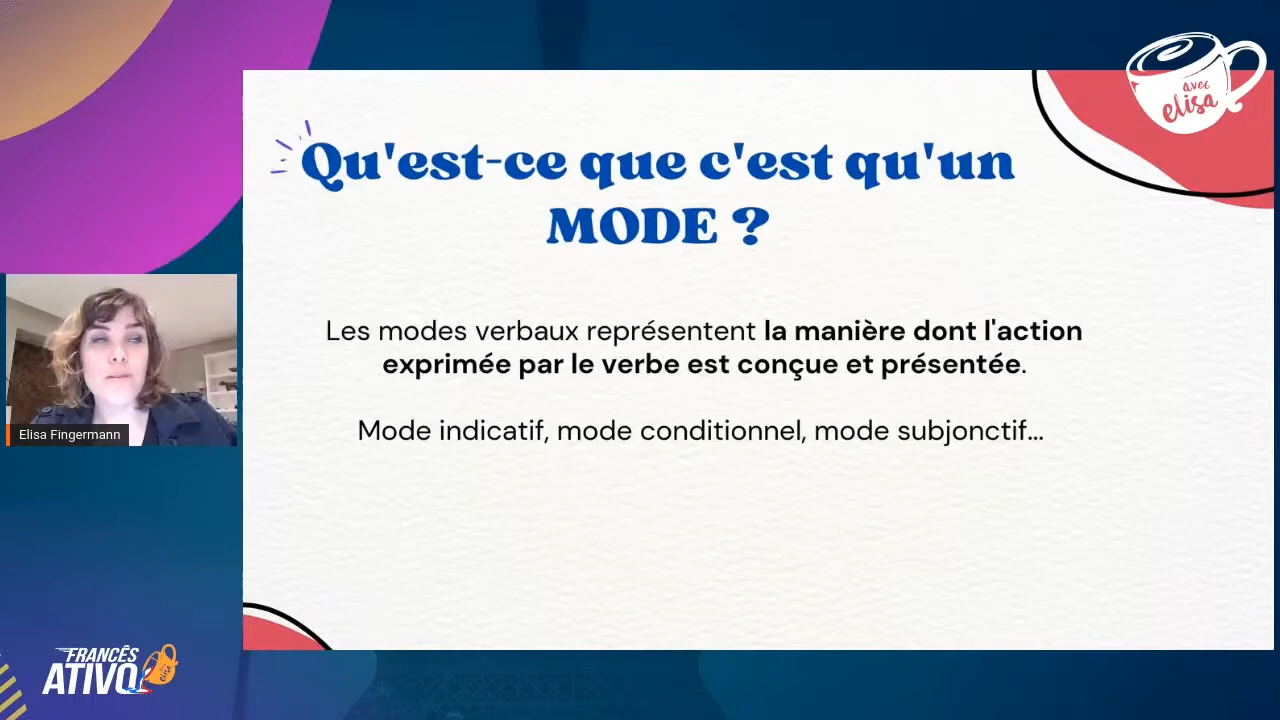 avec
elisa
Qu'est-ce que c'est qu'un
MODE ?
Les modes verbaux représentent la manière dont l'action
exprimée par le verbe est conçue et présentée.
Mode indicatif, mode conditionnel, mode subjonctif...
Elisa Fingermann
FRANCÊS
ATIVO
elisa